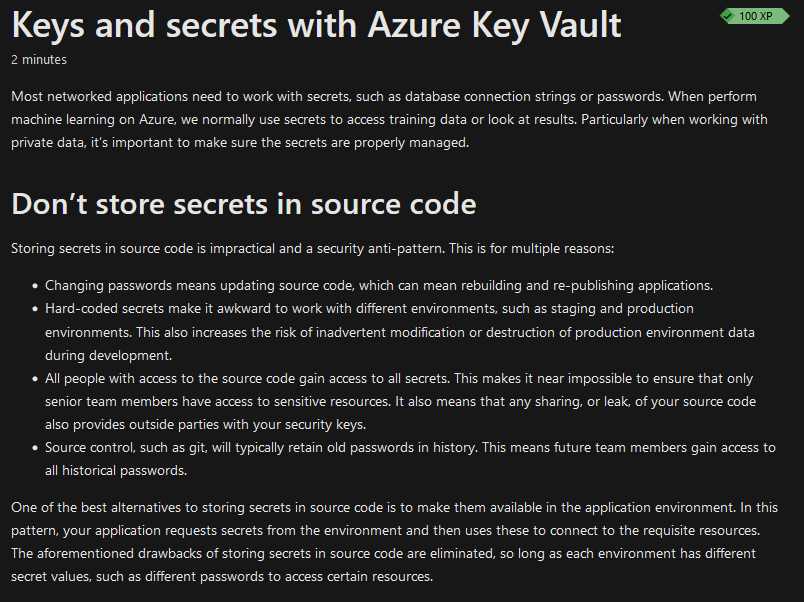 Keys and secrets with Azure Key Vault
100 XP
2 minutes
Most networked applications need to work with secrets, such as database connection strings or passwords. When perform
machine learning on Azure, we normally use secrets to access training data or look at results. Particularly when working with
private data, it’s important to make sure the secrets are properly managed.
Don’t store secrets in source code
Storing secrets in source code is impractical and a security anti-pattern. This is for multiple reasons:
• Changing passwords means updating source code, which can mean rebuilding and re-publishing applications.
• Hard-coded secrets make it awkward to work with different environments, such as staging and production
environments. This also increases the risk of inadvertent modification or destruction of production environment data
during development.
• All people with access to the source code gain access to all secrets. This makes it near impossible to ensure that only
senior team members have access to sensitive resources. It also means that any sharing, or leak, of your source code
also provides outside parties with your security keys.
• Source control, such as git, will typically retain old passwords in history. This means future team members gain access to
all historical passwords.
One of the best alternatives to storing secrets in source code is to make them available in the application environment. In this
pattern, your application requests secrets from the environment and then uses these to connect to the requisite resources.
The aforementioned drawbacks of storing secrets in source code are eliminated, so long as each environment has different
secret values, such as different passwords to access certain resources.